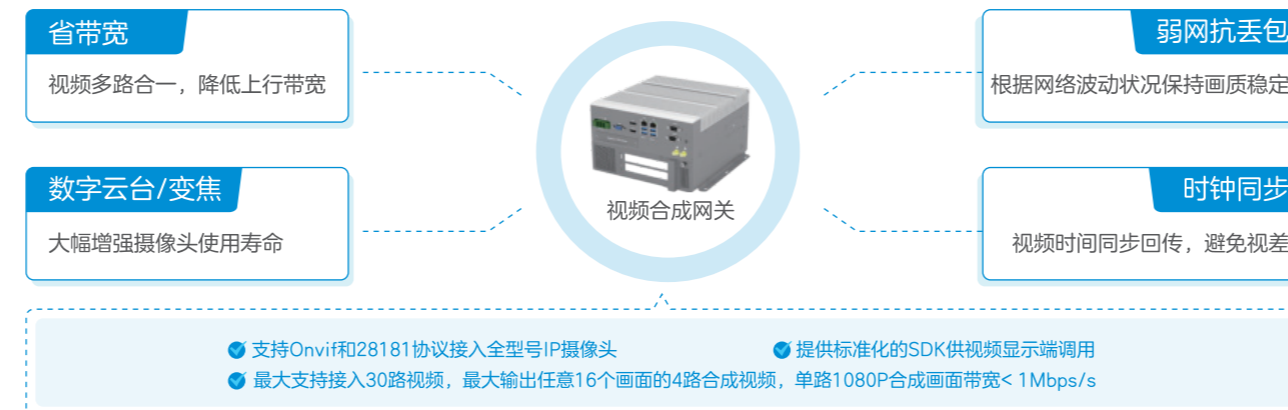 省带宽
视频多路合一，降低上行带宽
弱网抗丢包
根据网络波动状况保持画质稳定
视频合成网关
数字云台/变焦
大幅增强摄像头使用寿命
时钟同步
视频时间同步回传，避免视差
支持Onvif和28181协议接入全型号IP摄像头
提供标准化的SDK供视频显示端调用
最大支持接入30路视频，最大输出任意16个画面的4路合成视频，单路1080P合成画面带宽< 1Mbps/s